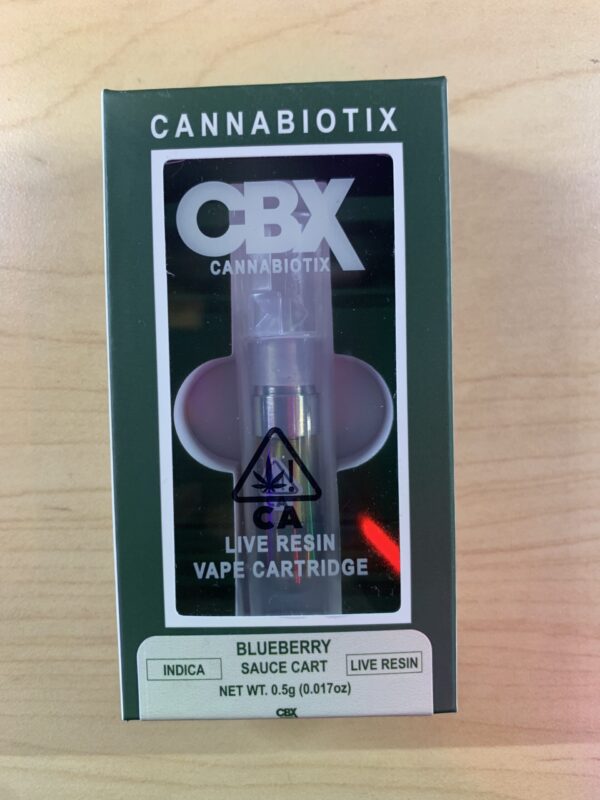 CANNABIOTIX
CBX
CANNABIOTIX
!
CA
LIVE RESIN
VAPE CARTRIDGE
BLUEBERRY
INDICA SAUCE CART LIVE RESIN
NET WT. 0.5g (0.017oz)
CBX